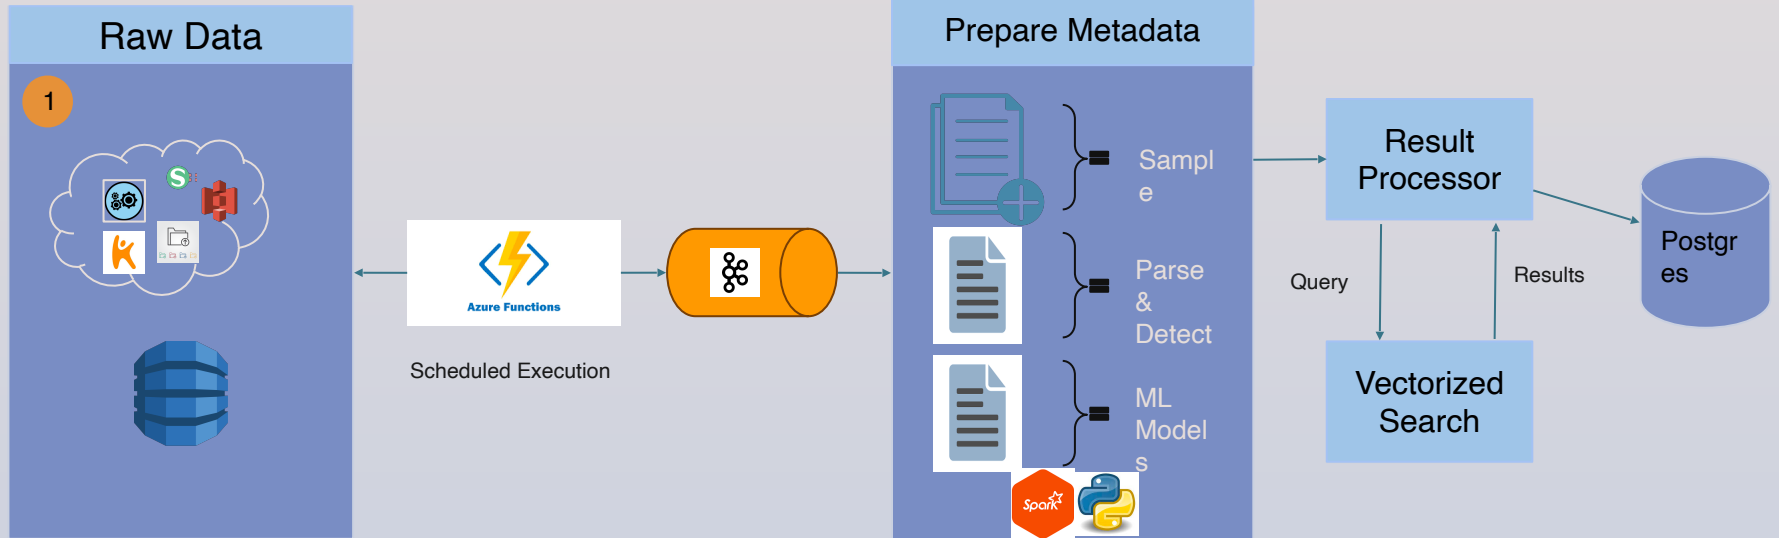 Raw Data
1
S
Azure Functions
Scheduled Execution
Prepare Metadata
Sampl
e
Parse
&
Detect
ML
Model
s
Spark
Result
Processor
Query
Results
Vectorized
Search
Postgr
es